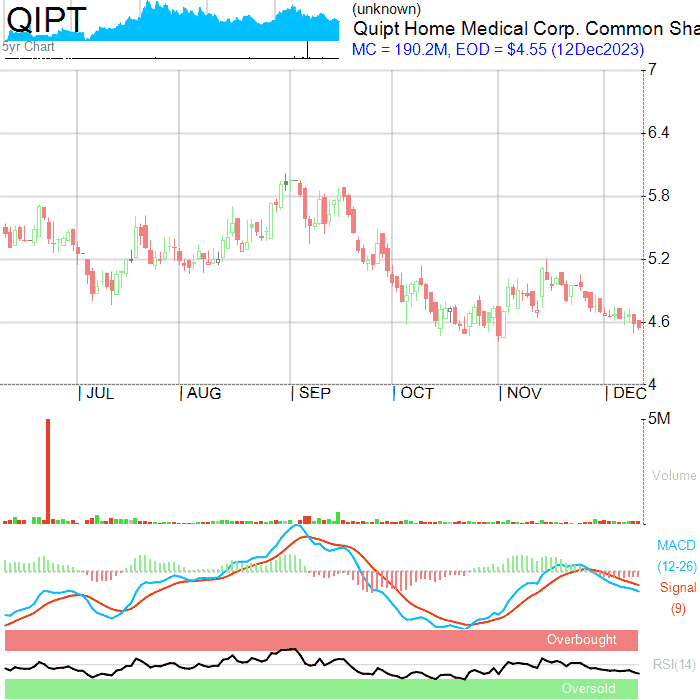 QIPT
5yr Chart
(unknown)
Quipt Home Medical Corp. Common Sha
MC = 190.2M, EOD = $4.55 (12Dec2023)
7
6.4
5.8
5.2
4.6
4
| JUL | AUG | SEP | OCT | NOV | DEC
5M
Volume
MACD
(12-26)
Signal
(9)
Overbought
RSI(14)
Oversold